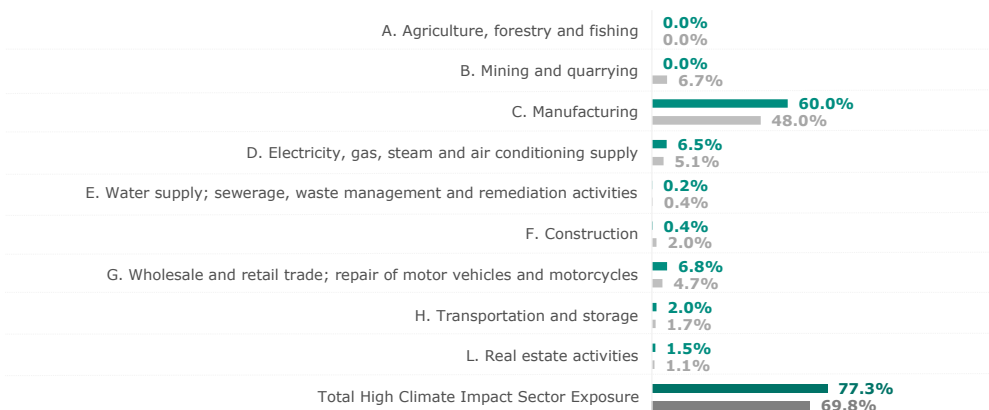 A. Agriculture, forestry and fishing
0.0%
0.0%
B. Mining and quarrying
0.0%
6.7%
C. Manufacturing
60.0%
48.0%
D. Electricity, gas, steam and air conditioning supply
6.5%
5.1%
E. Water supply; sewerage, waste management and remediation activities
0.2%
0.4%
F. Construction
0.4%
2.0%
G. Wholesale and retail trade; repair of motor vehicles and motorcycles
6.8%
4.7%
H. Transportation and storage
2.0%
1.7%
L. Real estate activities
1.5%
1.1%
Total High Climate Impact Sector Exposure
77.3%
69.8%